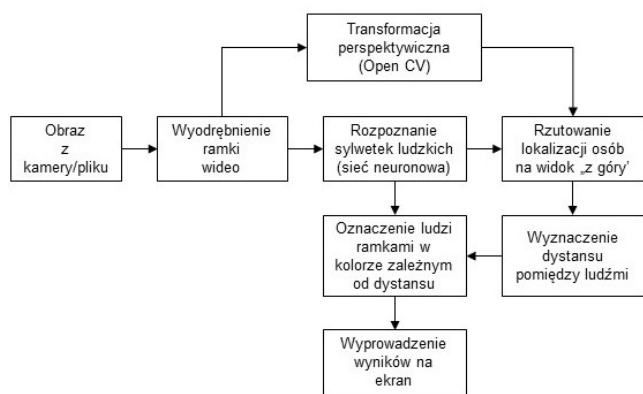 Transformacja
perspektywiczna
(Open CV)
Obraz
z
kamery/pliku
Wyodrębnienie
ramki
wideo
Rozpoznanie
sylwetek ludzkich
(sieć neuronowa)
Rzutowanie
lokalizacji osób
na widok „z góry’
Oznaczenie ludzi
ramkami w
kolorze zależnym
od dystansu
Wyznaczenie
dystansu
pomiędzy ludźmi
Wyprowadzenie
wyników na
ekran